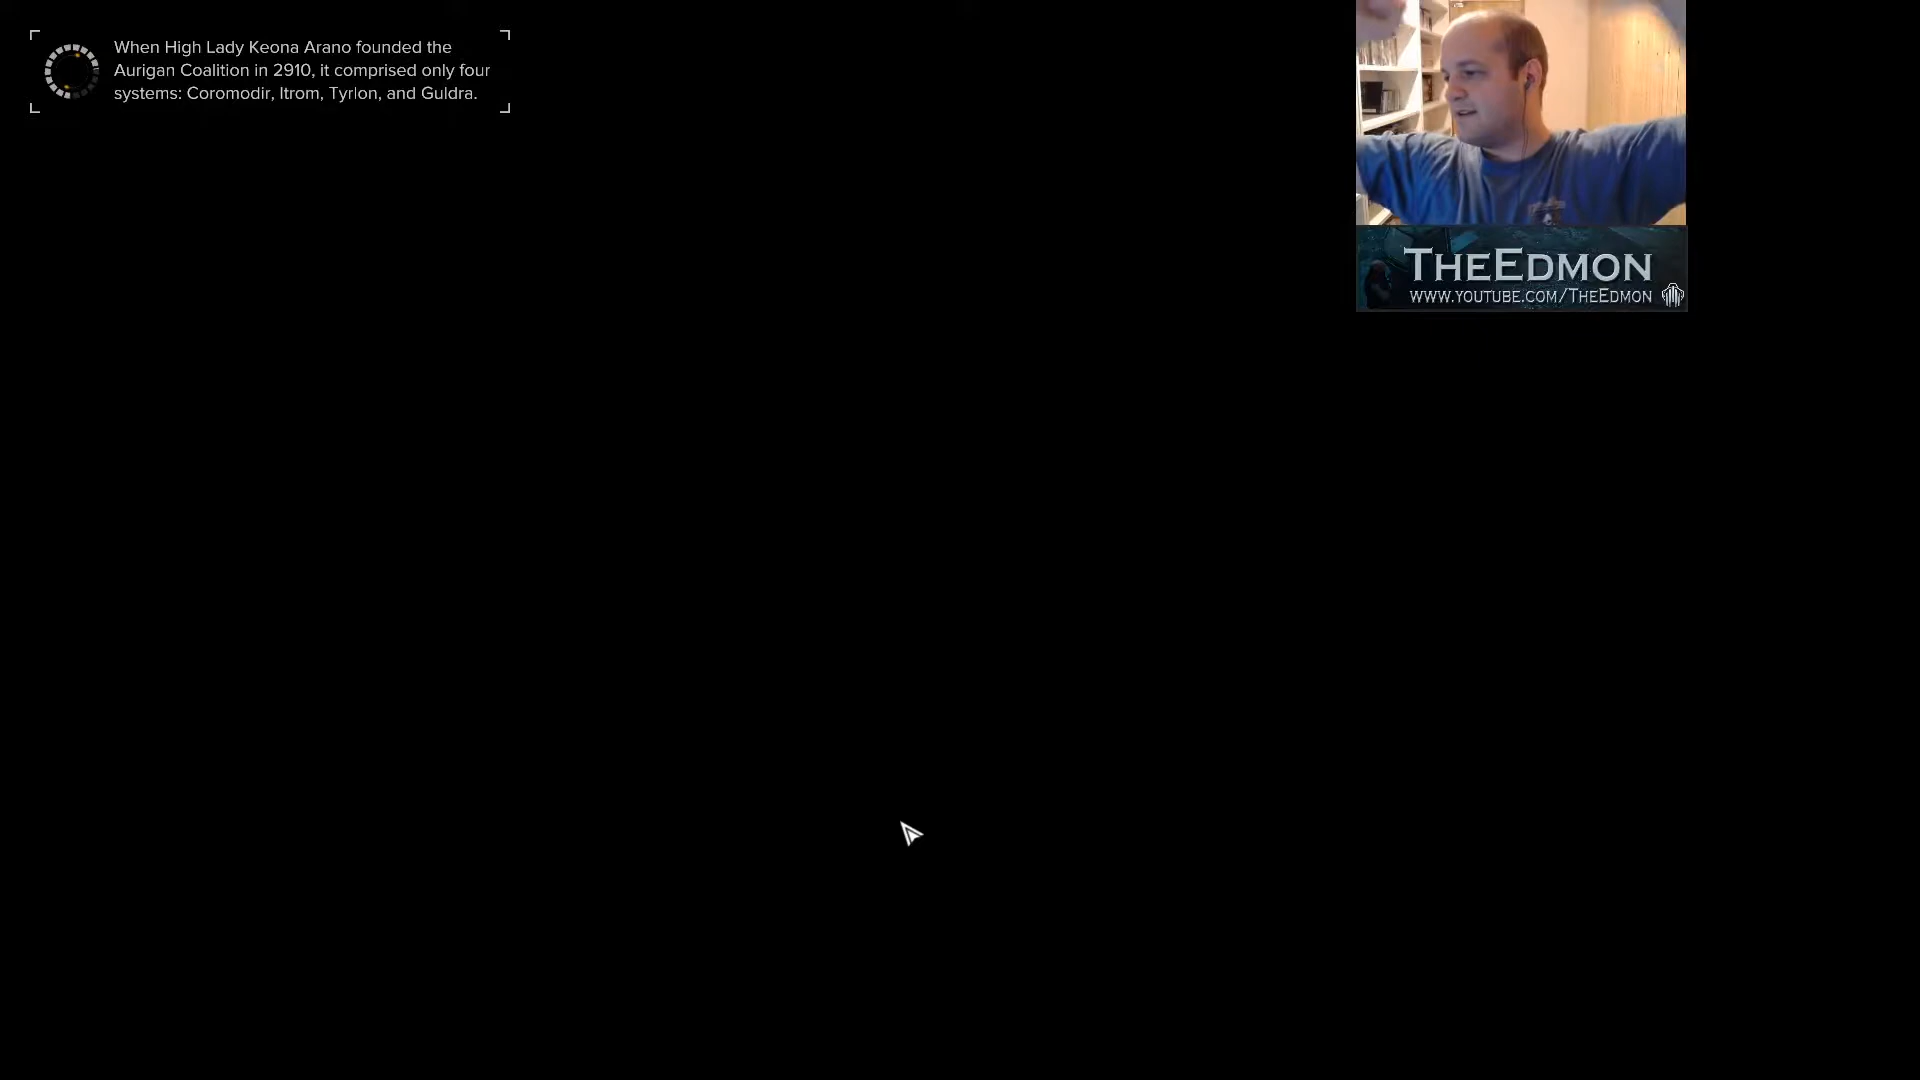 When High Lady Keona Arano founded the
Aurigan Coalition in 2910, it comprised only four
systems: Coromodir, Itrom, Tyrlon, and Guldra.
THEEDMON
WWW.YOUTUBE.COM/THEEDMON